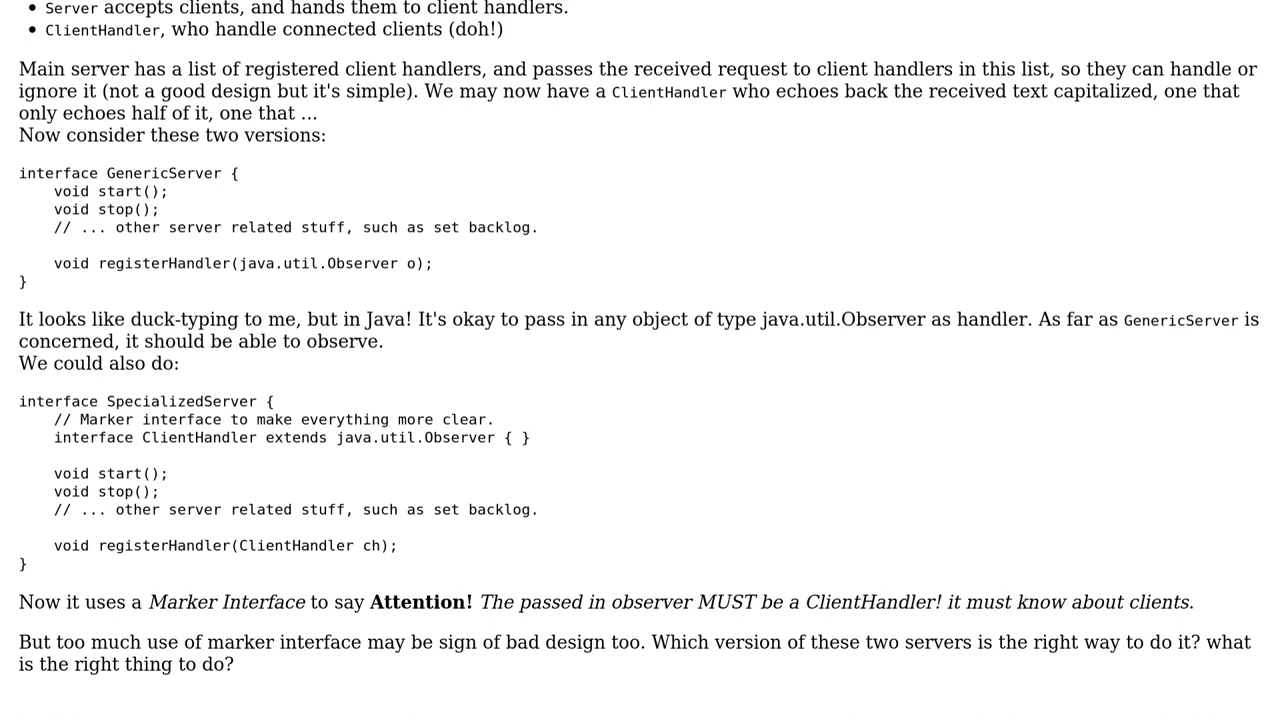 • Server accepts clients, and hands them to client handlers.
• ClientHandler, who handle connected clients (doh!)
Main server has a list of registered client handlers, and passes the received request to client handlers in this list, so they can handle or
ignore it (not a good design but it's simple). We may now have a ClientHandler who echoes back the received text capitalized, one that
only echoes half of it, one that ...
Now consider these two versions:
interface GenericServer {
    void start();
    void stop();
    // ... other server related stuff, such as set backlog.
    void registerHandler(java.util.Observer o);
}
It looks like duck-typing to me, but in Java! It's okay to pass in any object of type java.util.Observer as handler. As far as GenericServer is
concerned, it should be able to observe.
We could also do:
interface SpecializedServer {
    // Marker interface to make everything more clear.
    interface ClientHandler extends java.util.Observer { }
    void start();
    void stop();
    // ... other server related stuff, such as set backlog.
    void registerHandler(ClientHandler ch);
}
Now it uses a Marker Interface to say Attention! The passed in observer MUST be a ClientHandler! it must know about clients.
But too much use of marker interface may be sign of bad design too. Which version of these two servers is the right way to do it? what
is the right thing to do?